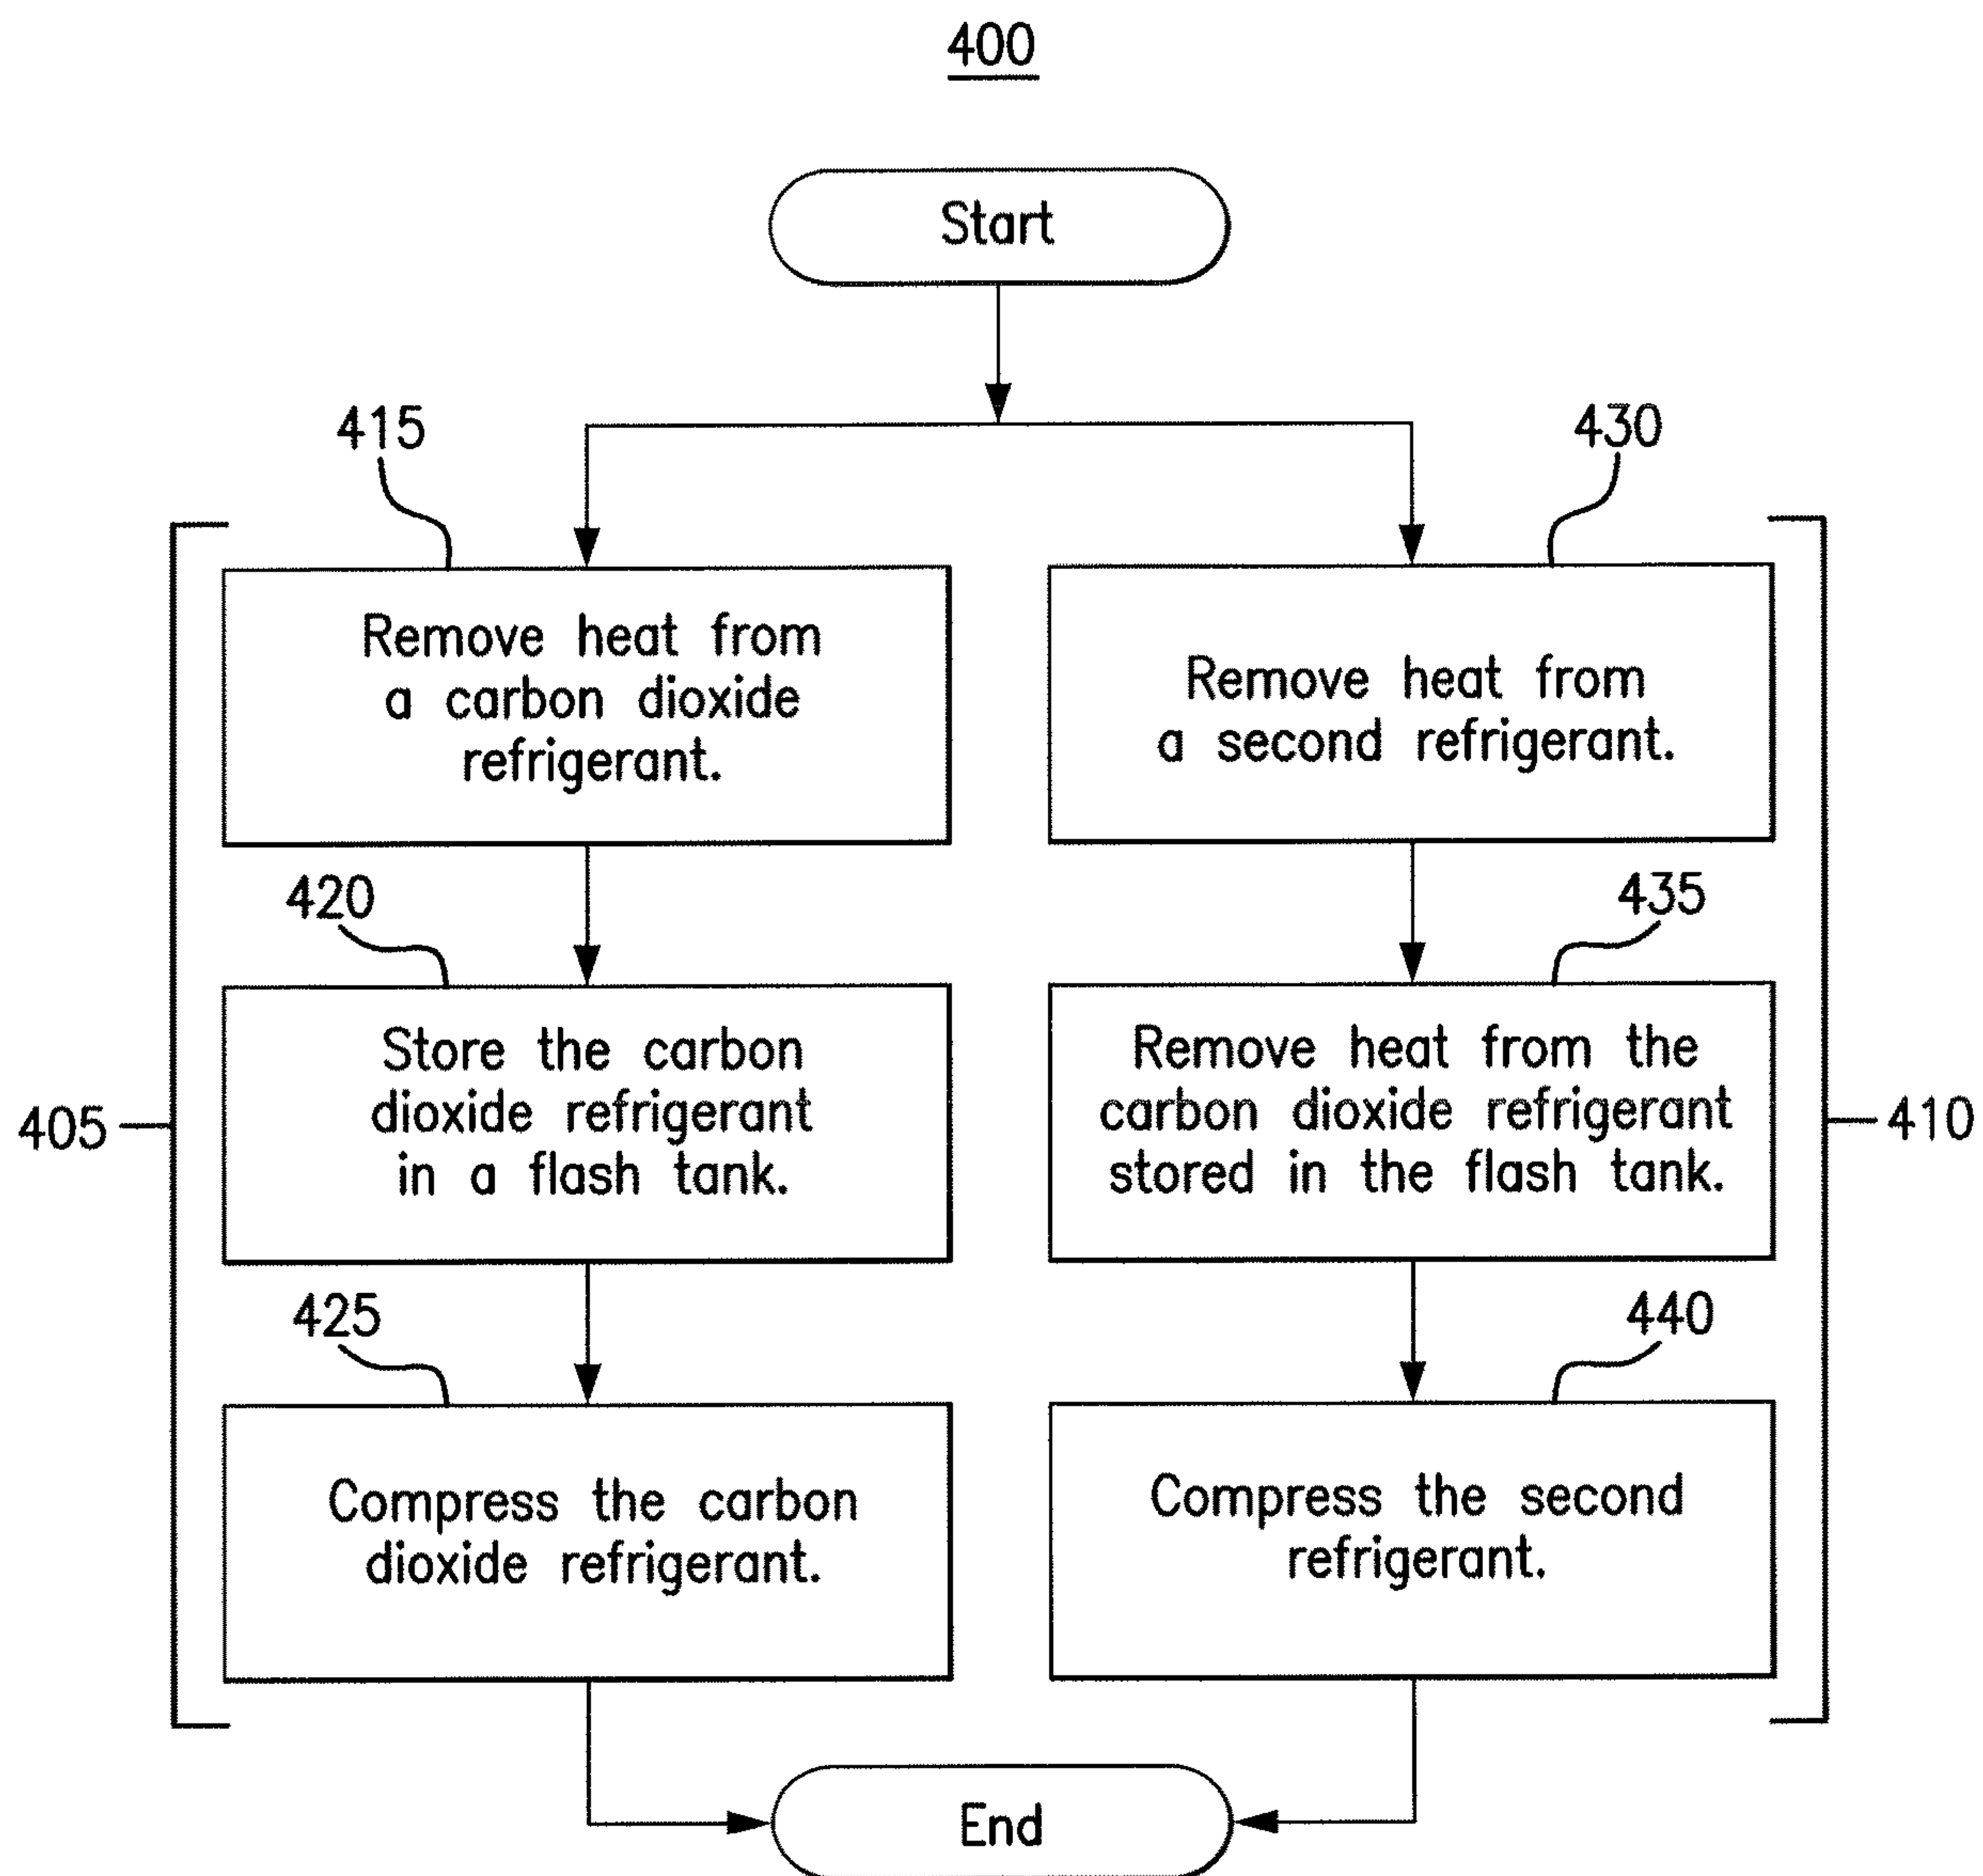 400
Start
415
430
Remove heat from
a carbon dioxide
refrigerant.
Remove heat from
a second refrigerant.
420
435
Store the carbon
dioxide refrigerant
in a flash tank.
Remove heat from the
carbon dioxide refrigerant
stored in the flash tank.
405
410
425
440
Compress the carbon
dioxide refrigerant.
Compress the second
refrigerant.
End